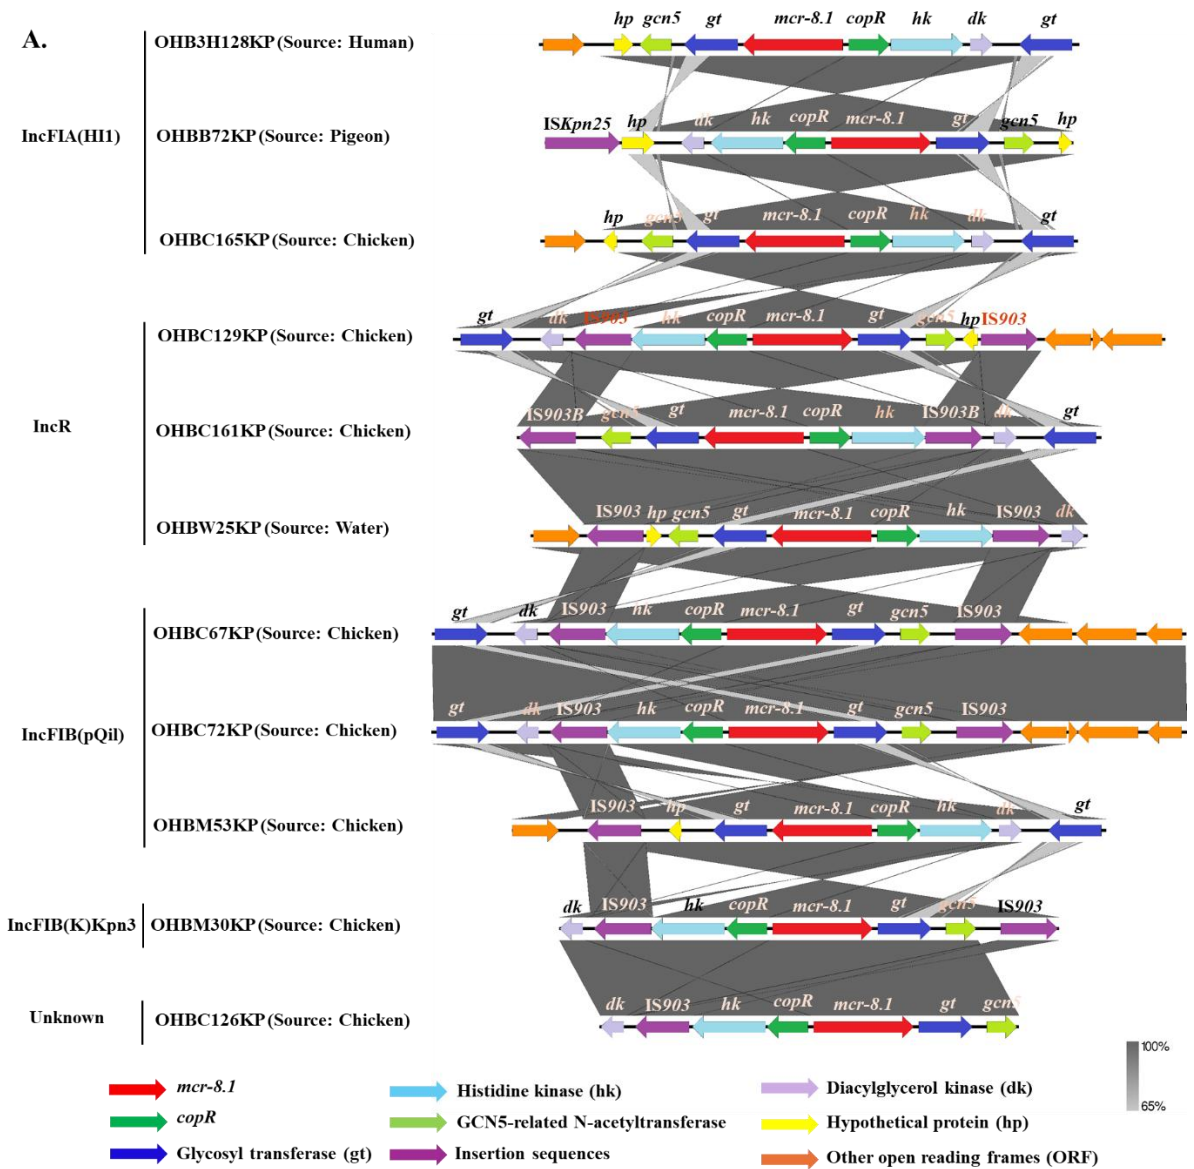 A.
hp gcn5 gt mcr-8.1 copR hk dk gt
OHB3H128KP (Source: Human)
IncFIA(HI1)
ISKpn25 hp dk hk copR mcr-8.1 gt gcn5 hp
OHBB72KP (Source: Pigeon)
hp gcn5 gt mcr-8.1 copR hk dk gt
OHBC165KP (Source: Chicken)
gt dk IS903 hk copR mcr-8.1 gt gcn5 hp IS903
OHBC129KP (Source: Chicken)
IncR
IS903B gcn5 gt mcr-8.1 copR hk IS903B dk gt
OHBC161KP (Source: Chicken)
IS903 hp gcn5 gt mcr-8.1 copR hk IS903 dk
OHBW25KP (Source: Water)
gt dk IS903 hk copR mcr-8.1 gt gcn5 IS903
OHBC67KP (Source: Chicken)
IncFIB(pQil)
gt dk IS903 hk copR mcr-8.1 gt gcn5 IS903
OHBC72KP (Source: Chicken)
IS903 hp gt mcr-8.1 copR hk dk gt
OHBM53KP (Source: Chicken)
dk IS903 hk copR mcr-8.1 gt gcn5 IS903
IncFIB(K)Kpn3 OHBM30KP (Source: Chicken)
dk IS903 hk copR mcr-8.1 gt gcn5
Unknown
OHBC126KP (Source: Chicken)
100%
65%
mcr-8.1
copR
Glycosyl transferase (gt)
Histidine kinase (hk)
GCN5-related N-acetyltransferase
Insertion sequences
Diacylglycerol kinase (dk)
Hypothetical protein (hp)
Other open reading frames (ORF)